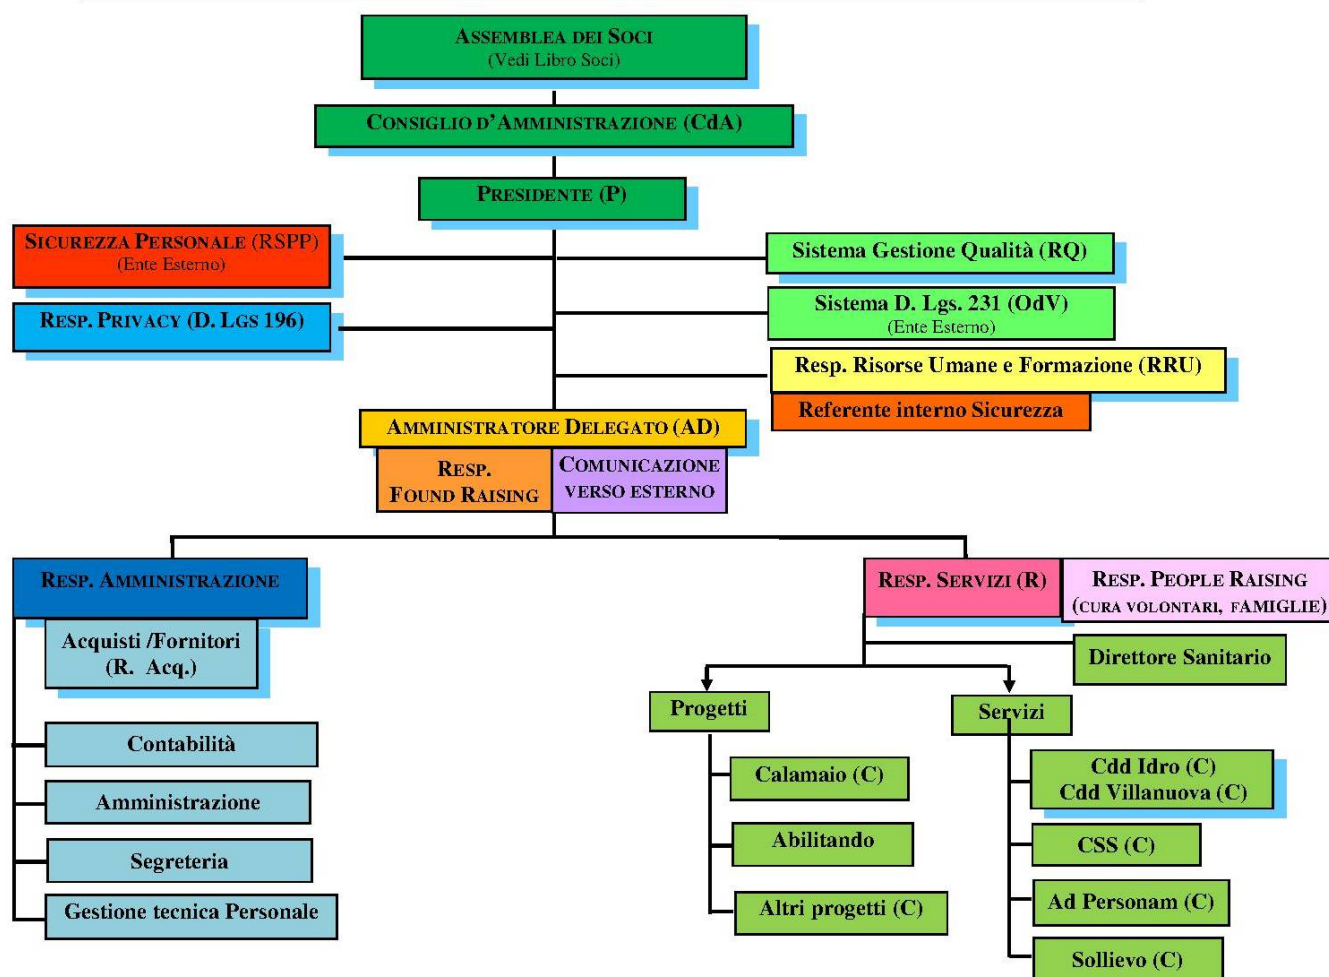 ASSEMBLEA DEI SOCI
(Vedi Libro Soci)
CONSIGLIO D'AMMINISTRAZIONE (CdA)
PRESIDENTE (P)
SICUREZZA PERSONALE (RSPP)
(Ente Esterno)
Sistema Gestione Qualità (RQ)
RESP. PRIVACY (D. LGS 196)
Sistema D. Lgs. 231 (OdV)
(Ente Esterno)
Resp. Risorse Umane e Formazione (RRU)
Referente interno Sicurezza
AMMINISTRATORE DELEGATO (AD)
RESP.
FOUND RAISING
COMUNICAZIONE
VERSO ESTERNO
RESP. AMMINISTRAZIONE
Acquisti /Fornitori
(R. Acq.)
Contabilità
Amministrazione
Segreteria
Gestione tecnica Personale
RESP. SERVIZI (R)
RESP. PEOPLE RAISING
(CURA VOLONTARI, FAMIGLIE)
Direttore Sanitario
Progetti
Calamaio (C)
Abilitando
Altri progetti (C)
Servizi
Cdd Idro (C)
Cdd Villanuova (C)
CSS (C)
Ad Personam (C)
Sollievo (C)